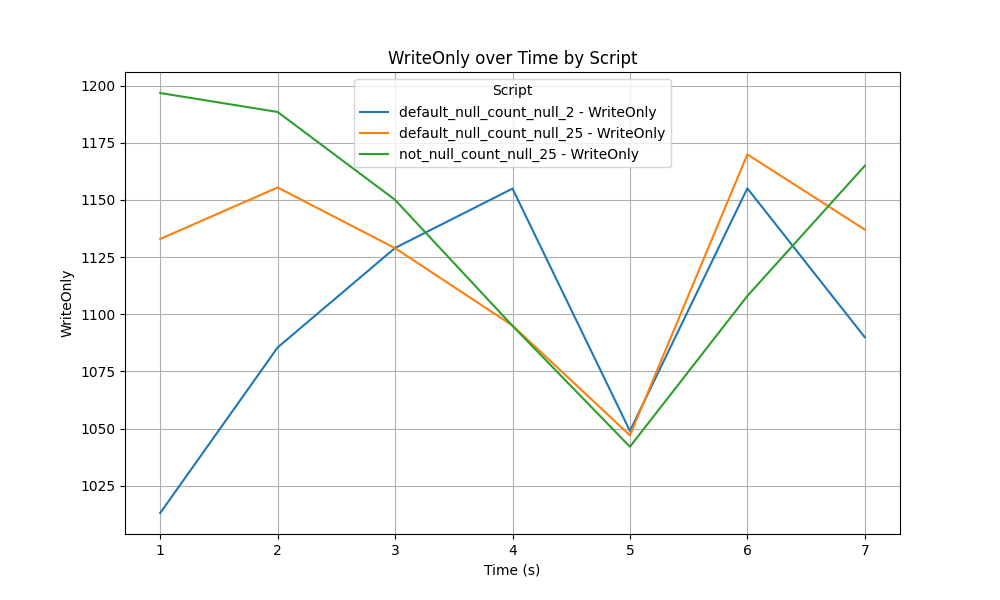 WriteOnly over Time by Script
Script
default_null_count_null_2 - WriteOnly
default_null_count_null_25 - WriteOnly
not_null_count_null_25 - WriteOnly
WriteOnly
1200
1175
1150
1125
1100
1075
1050
1025
1 2 3 4 5 6 7
Time (s)